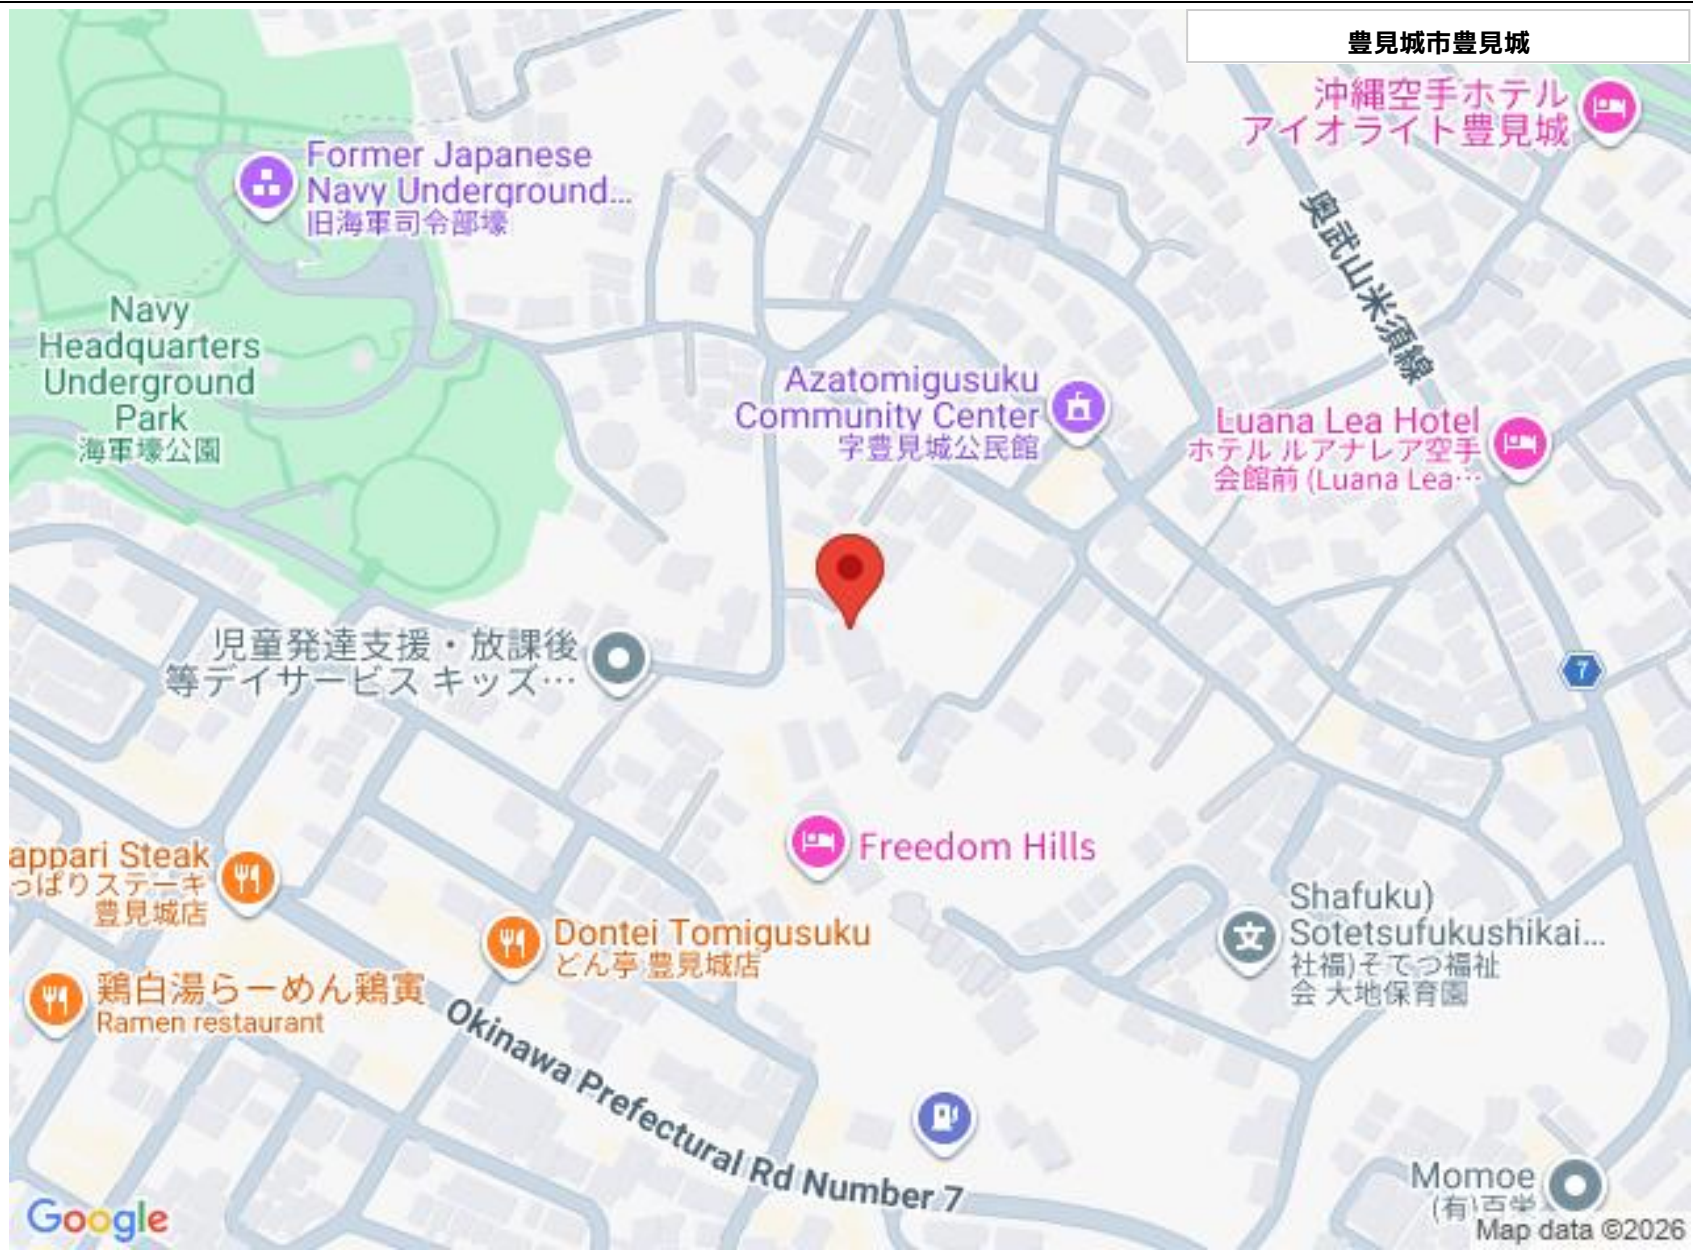 豊見城市豊見城
沖縄空手ホテル
アイオライト豊見城
Former Japanese
Navy Underground...
旧海軍司令部壕
奥武山米須線
Navy
Headquarters
Underground
Park
海軍壕公園
Azatomigusuku
Community Center
字豊見城公民館
Luana Lea Hotel
ホテル ルアナレア空手
会館前 (Luana Lea…
児童発達支援・放課後
等デイサービス キッズ…
7
Freedom Hills
appari Steak
っぱりステーキ
豊見城店
Dontei Tomigusuku
どん亭 豊見城店
Shafuku)
Sotetsufukushikai...
社福)そてつ福祉
会 大地保育園
文
鶏白湯らーめん鶏寅
Ramen restaurant
Okinawa Prefectural Rd Number 7
Momoe
(有)
Google
Map data ©2026